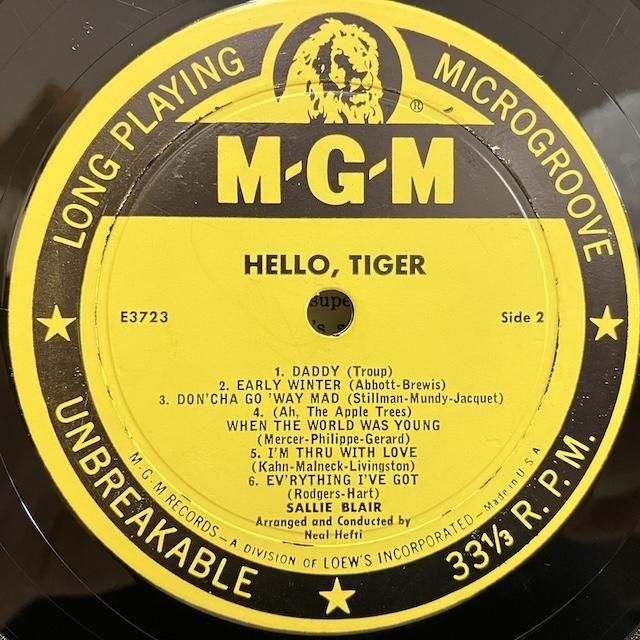 LONG PLAYING
MICROGROOVE
®
M-G-M
HELLO, TIGER
supe
E3723
Side 2
1. DADDY (Troup)
2. EARLY WINTER (Abbott-Brewis)
3. DON'CHA GO 'WAY MAD (Stillman-Mundy-Jacquet)
4. (Ah, The Apple Trees)
WHEN THE WORLD WAS YOUNG
(Mercer-Philippe-Gerard)
5. I'M THRU WITH LOVE
(Kahn-Malneck-Livingston)
6. EV'RYTHING I'VE GOT
(Rodgers-Hart)
SALLIE BLAIR
Arranged and Conducted by
Neal Hefti
M-G-M RECORDS—A DIVISION OF LOEW'S INCORPORATED—Made in U.S.A
UNBREAKABLE
33⅓ R.P.M.